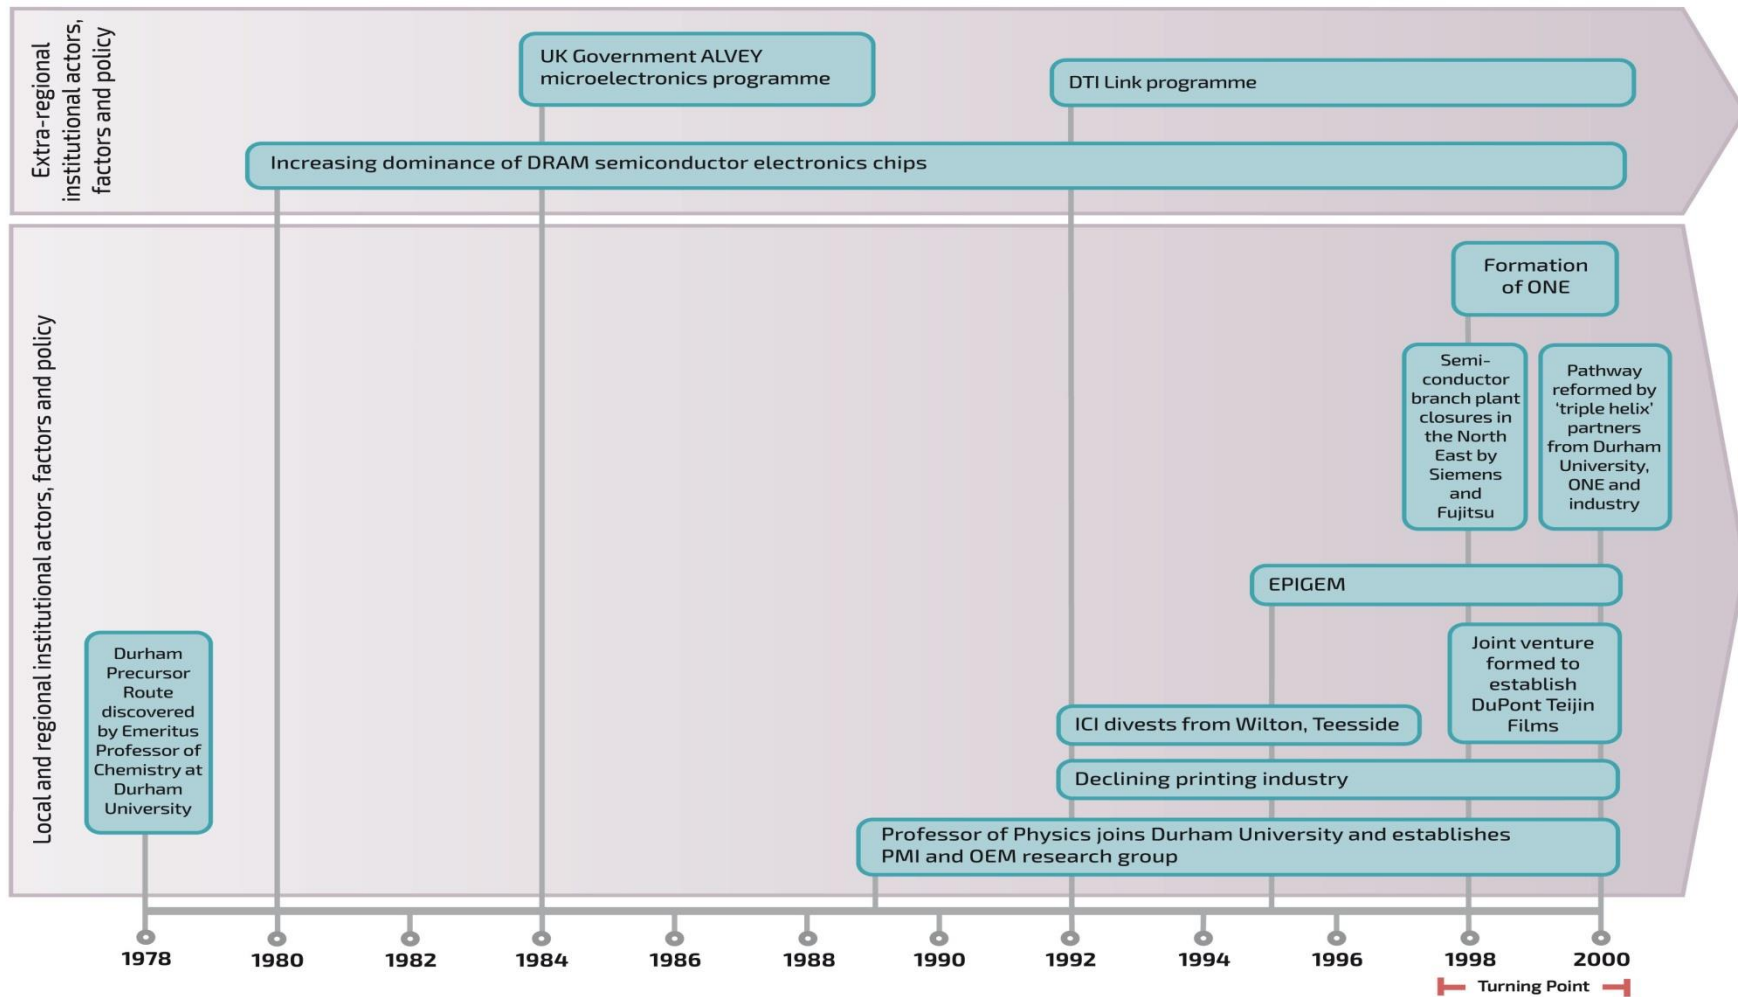 Extra-regional
institutional actors,
factors and policy
UK Government ALVEY
microelectronics programme
DTI Link programme
Increasing dominance of DRAM semiconductor electronics chips
Local and regional institutional actors, factors and policy
Formation
of ONE
Semi-
conductor
branch plant
closures in
the North
East by
Siemens
and
Fujitsu
Pathway
reformed by
‘triple helix’
partners
from Durham
University,
ONE and
industry
EPIGEM
Durham
Precursor
Route
discovered
by Emeritus
Professor of
Chemistry at
Durham
University
Joint venture
formed to
establish
DuPont Teijin
Films
ICI divests from Wilton, Teesside
Declining printing industry
Professor of Physics joins Durham University and establishes
PMI and OEM research group
1978 1980 1982 1984 1986 1988 1990 1992 1994 1996 1998 2000
Turning Point